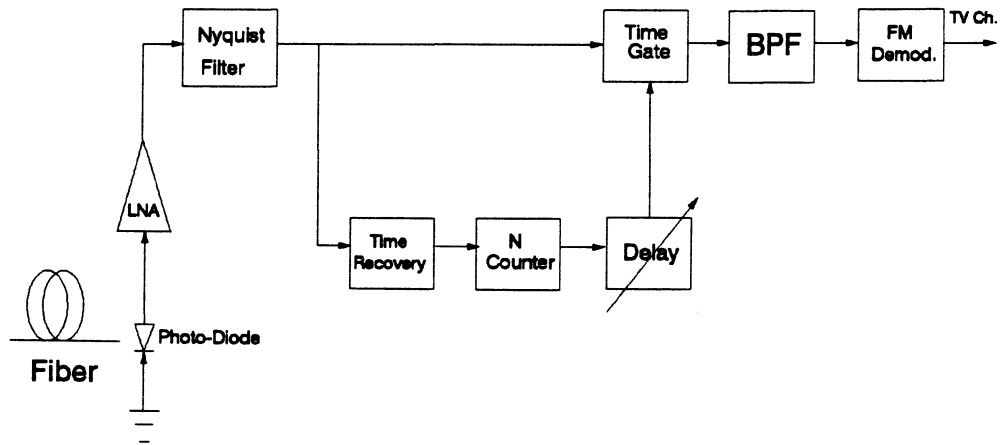 TV Ch.
Nyquist
Filter
Time
Gate
BPF
FM
Demod.
LNA
Time
Recovery
N
Counter
Delay
Photo-Diode
Fiber